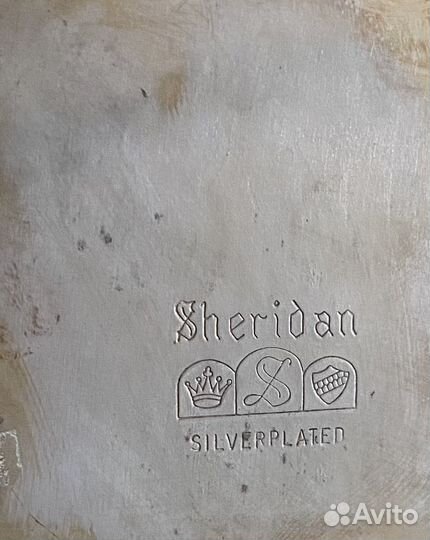 Sheridan
S
SILVERPLATED
Avito